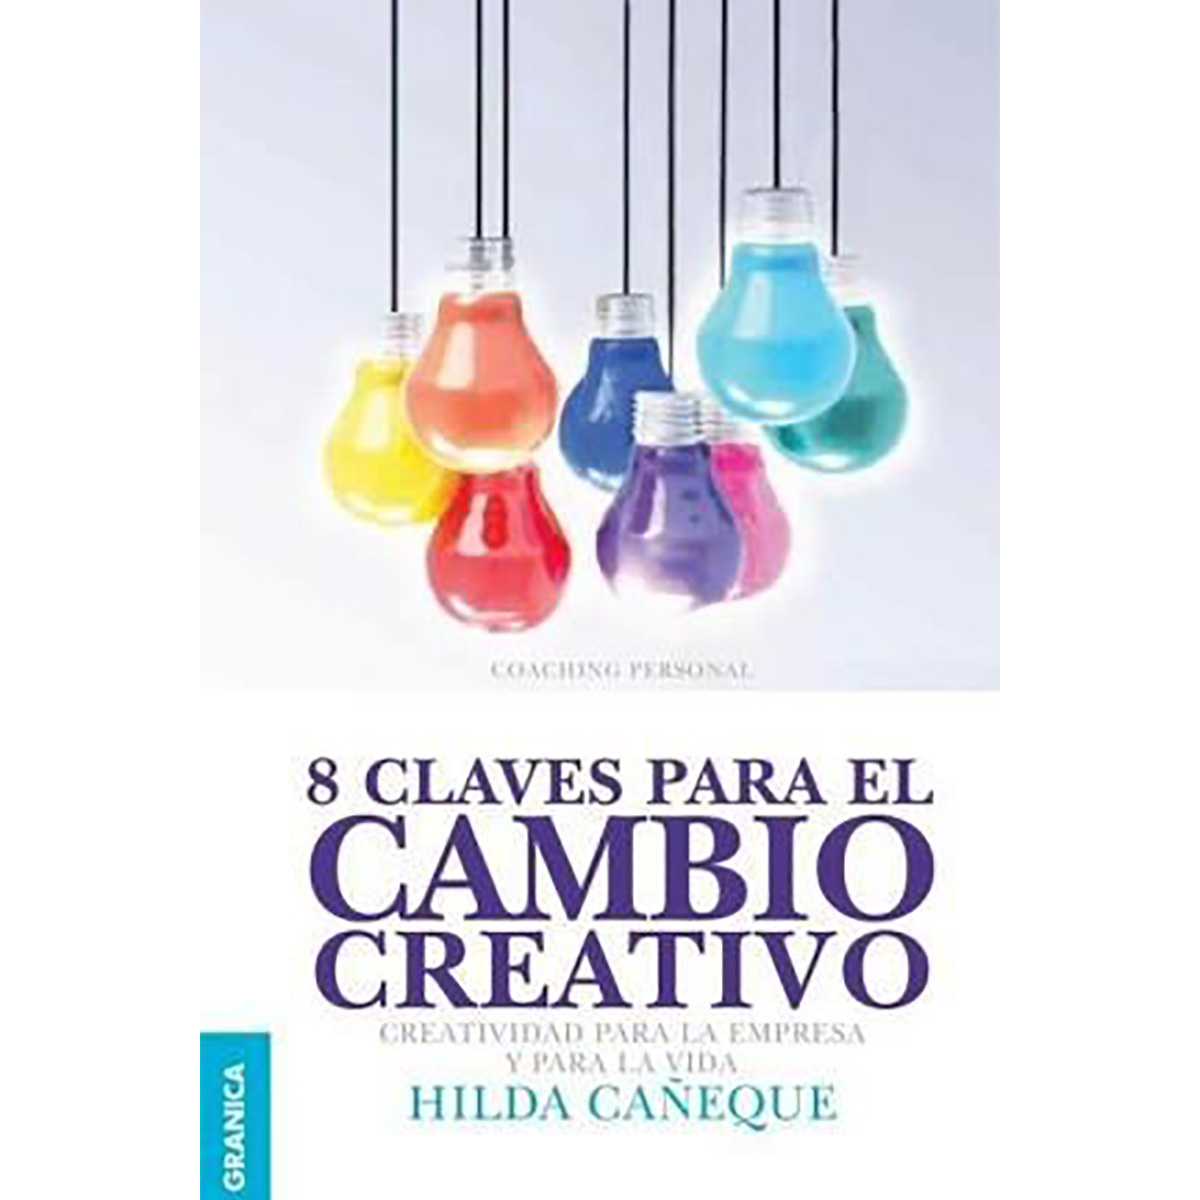 COACHING PERSONAL
8 CLAVES PARA EL
CAMBIO
CREATIVO
CREATIVIDAD PARA LA EMPRESA
Y PARA LA VIDA
HILDA CAÑEQUE
GRANICA